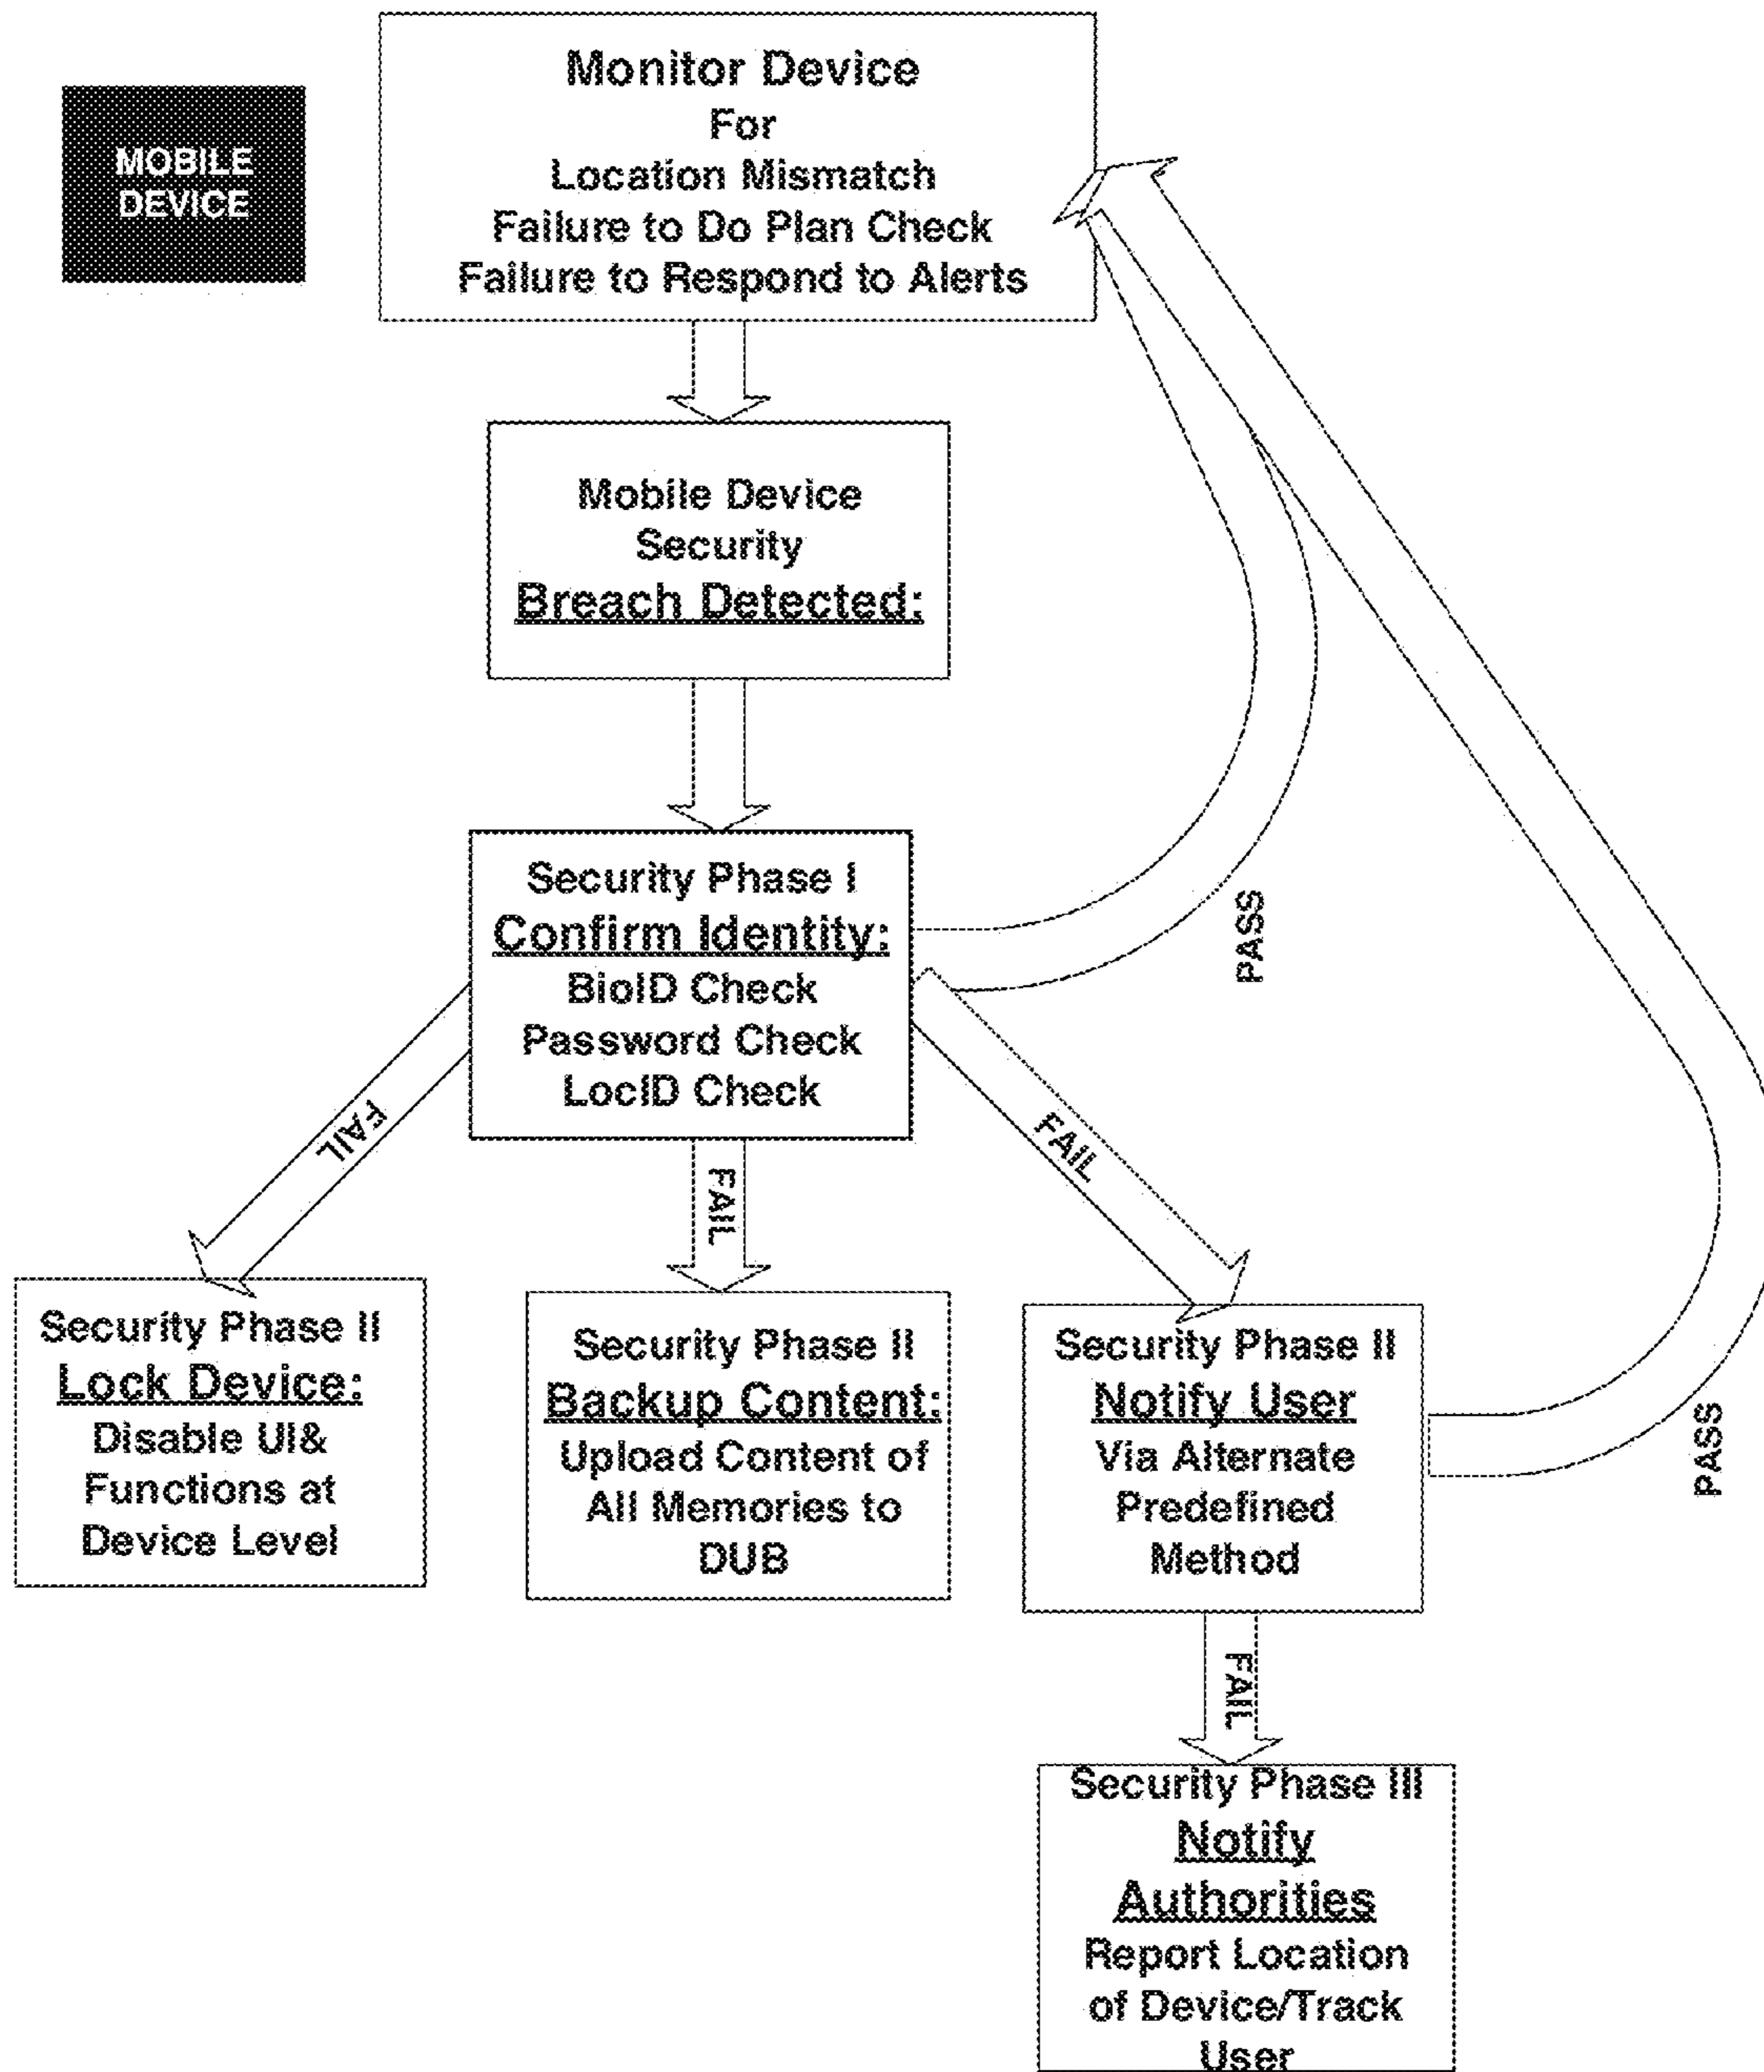 MOBILE
DEVICE
Monitor Device
For
Location Mismatch
Failure to Do Plan Check
Failure to Respond to Alerts
Mobile Device
Security
Breach Detected:
Security Phase I
Confirm Identity:
BioID Check
Password Check
LocID Check
PASS
FAIL
FAIL
FAIL
Security Phase II
Lock Device:
Disable UI&
Functions at
Device Level
Security Phase II
Backup Content:
Upload Content of
All Memories to
DUB
Security Phase II
Notify User
Via Alternate
Predefined
Method
PASS
FAIL
Security Phase III
Notify
Authorities
Report Location
of Device/Track
User